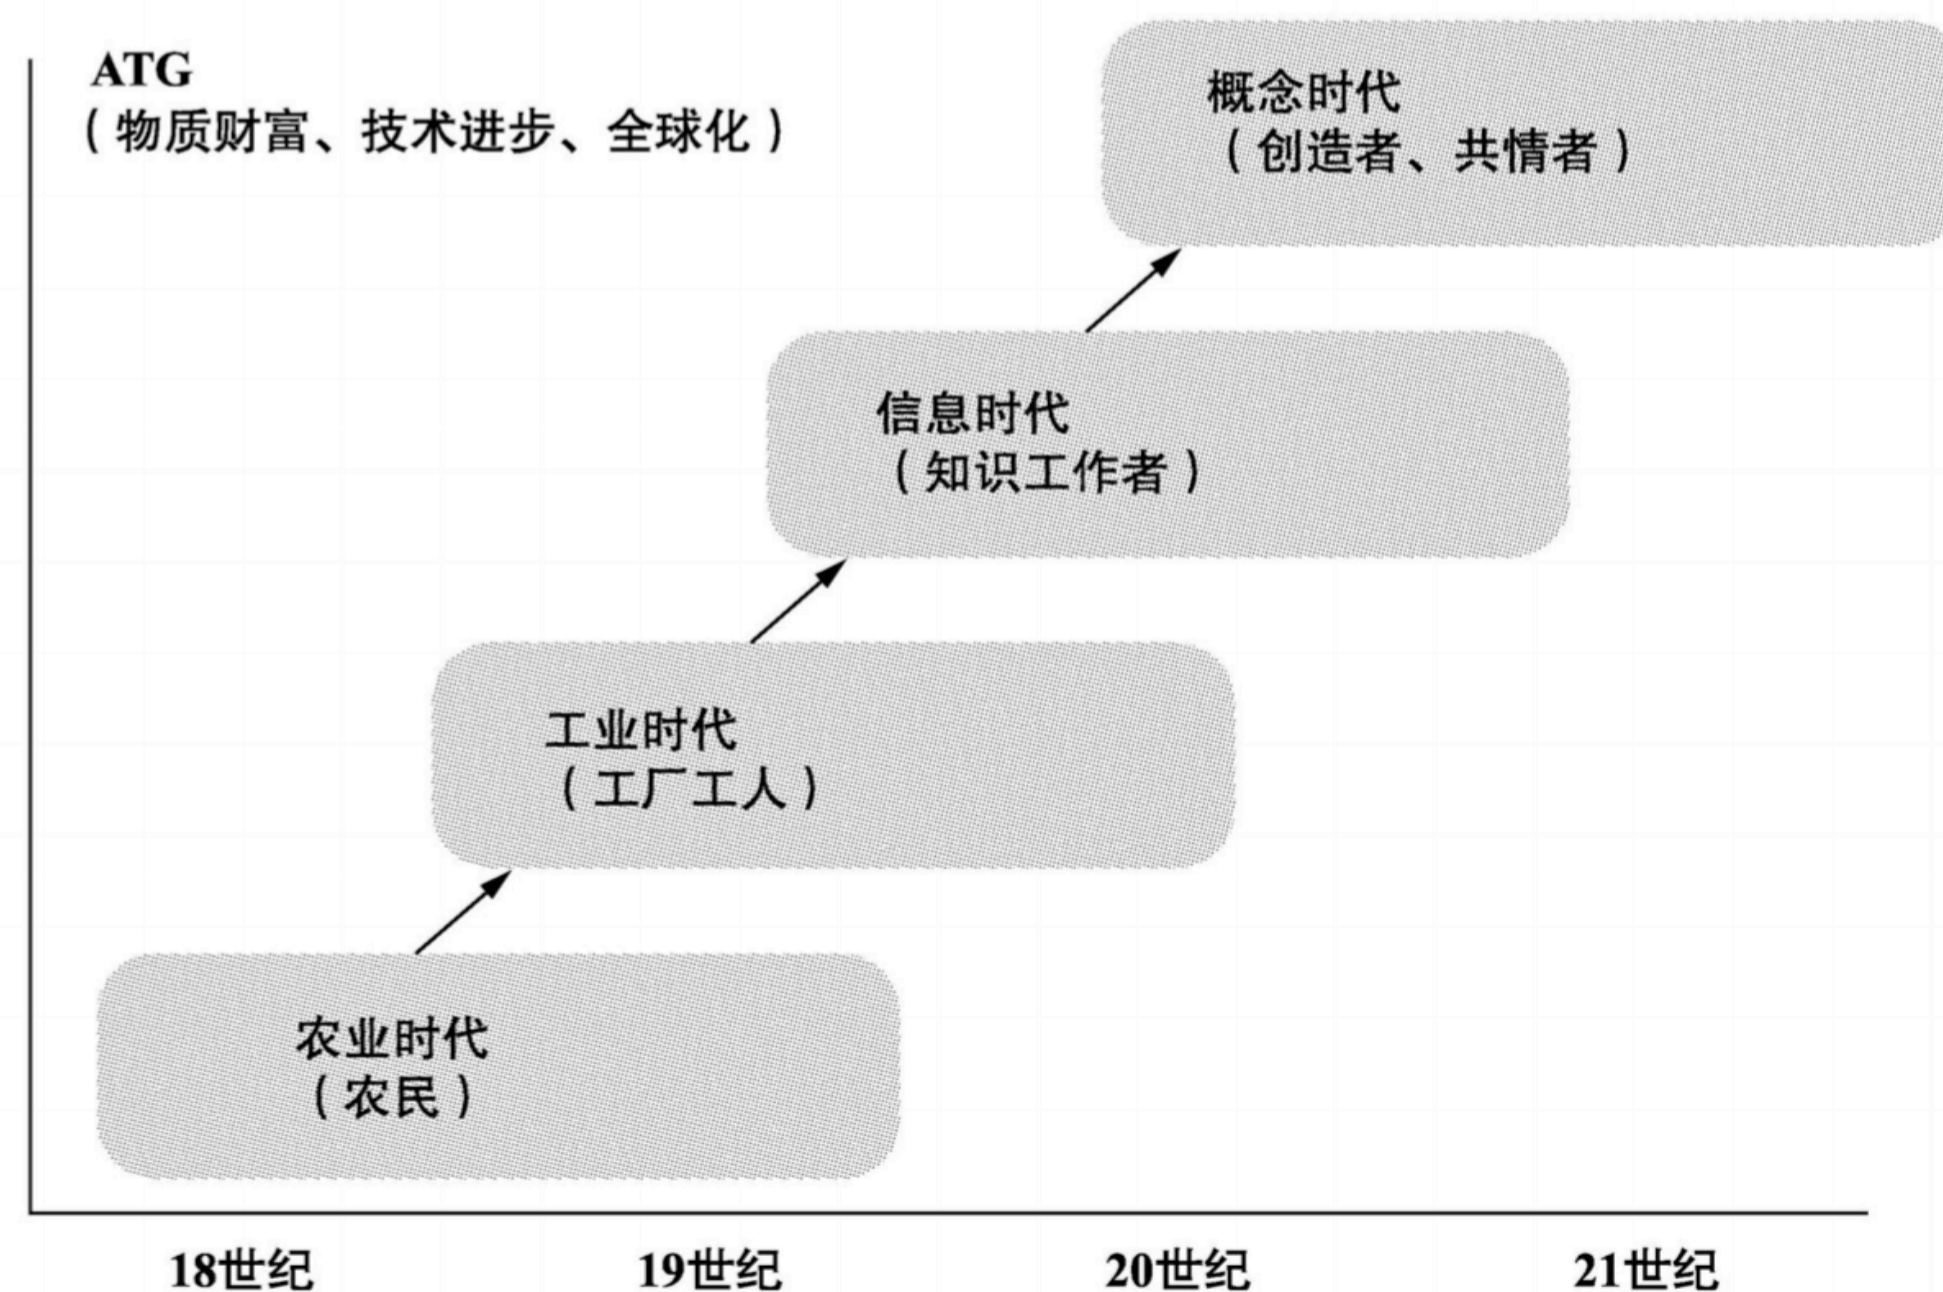 ATG
（物质财富、技术进步、全球化）
概念时代
（创造者、共情者）
信息时代
（知识工作者）
工业时代
（工厂工人）
农业时代
（农民）
18世纪
19世纪
20世纪
21世纪